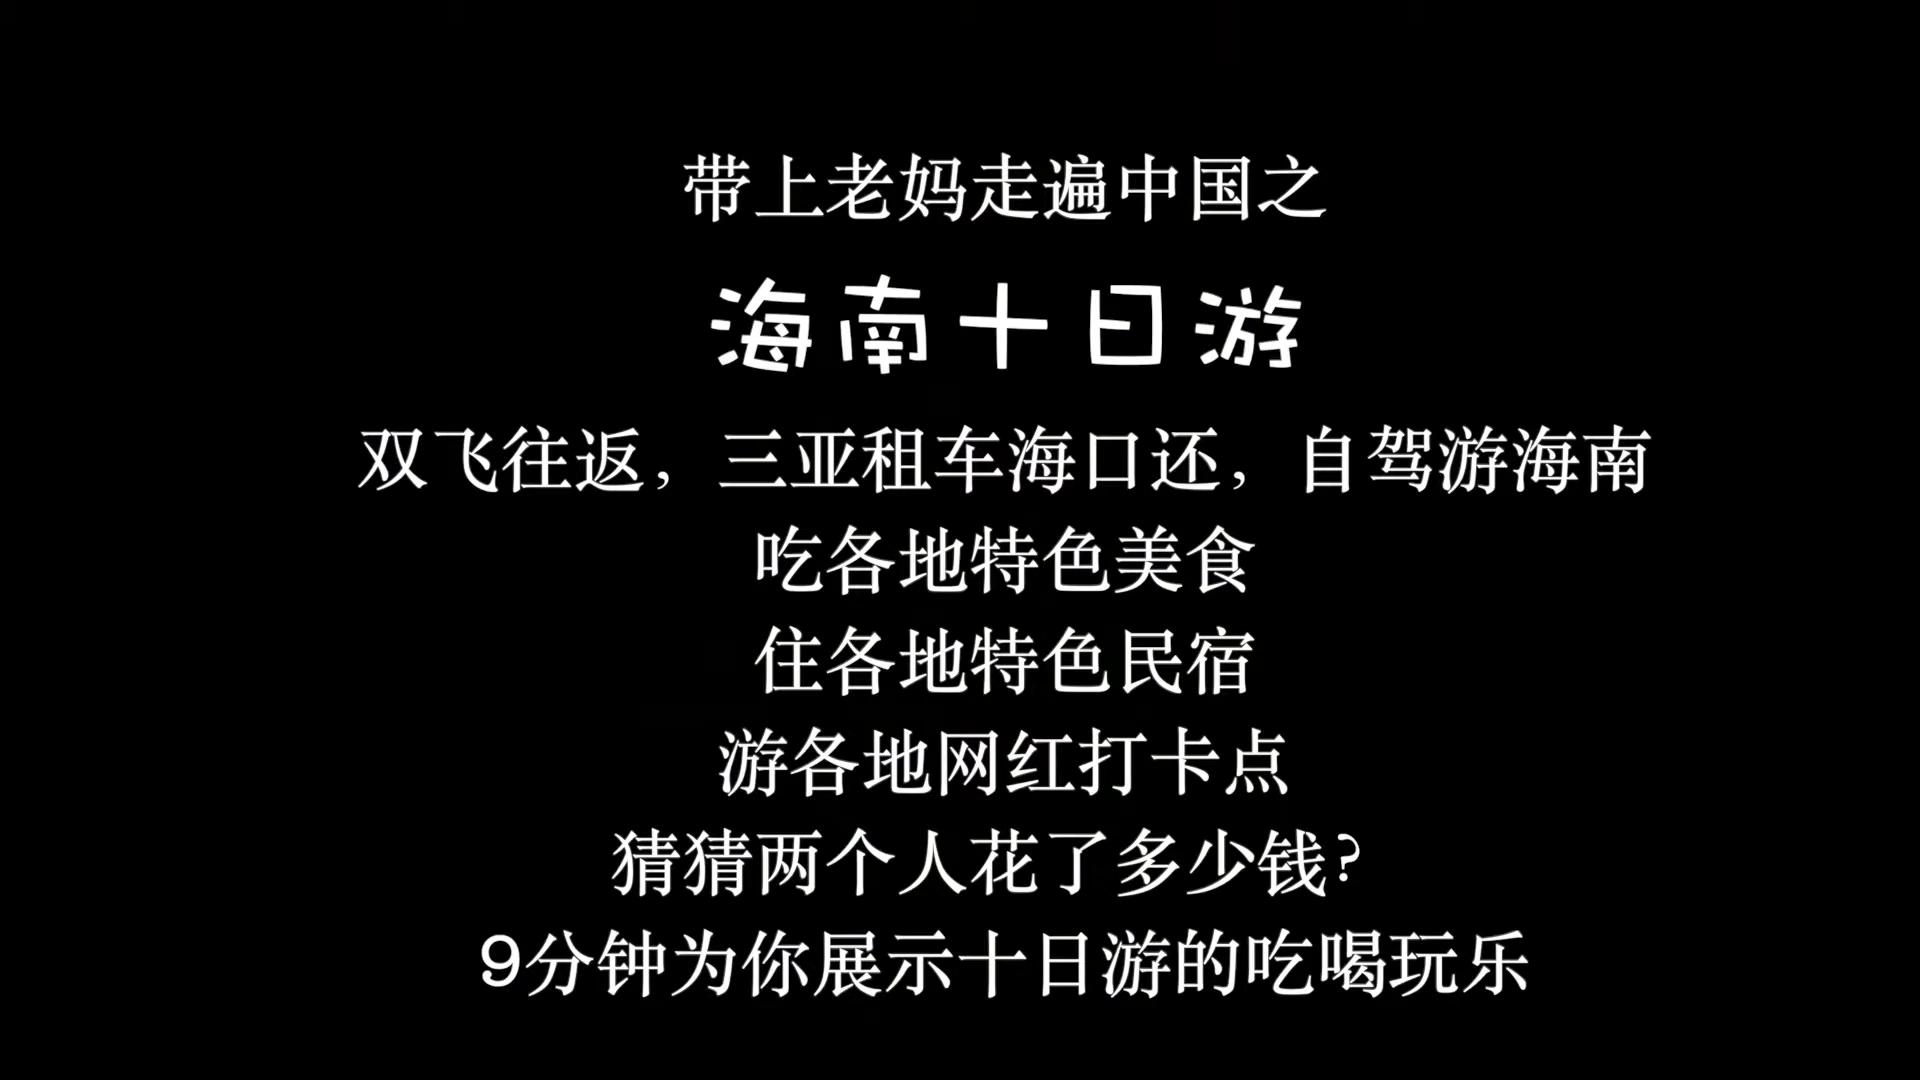 带上老妈走遍中国之
海南十日游
双飞往返，三亚租车海口还，自驾游海南
吃各地特色美食
住各地特色民宿
游各地网红打卡点
猜猜两个人花了多少钱？
9分钟为你展示十日游的吃喝玩乐